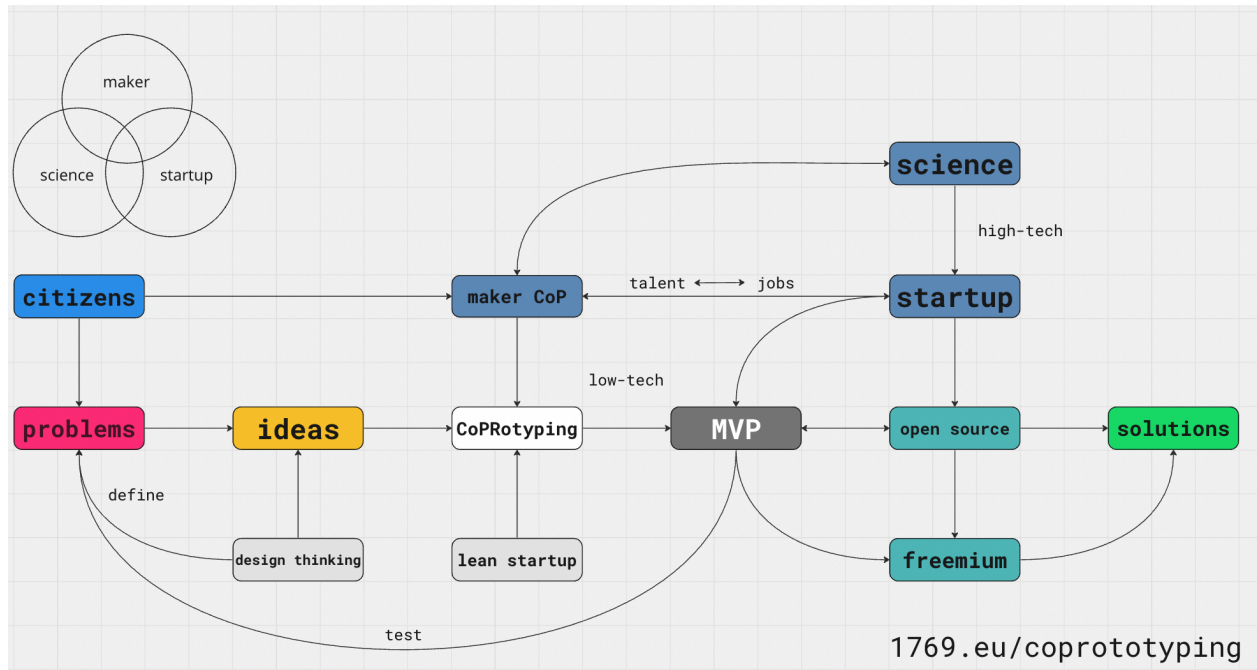 maker
science
startup
science
high-tech
citizens
maker CoP
talent
jobs
startup
low-tech
problems
ideas
CoPRotyping
MVP
open source
solutions
define
design thinking
lean startup
freemium
test
1769.eu/coprototyping